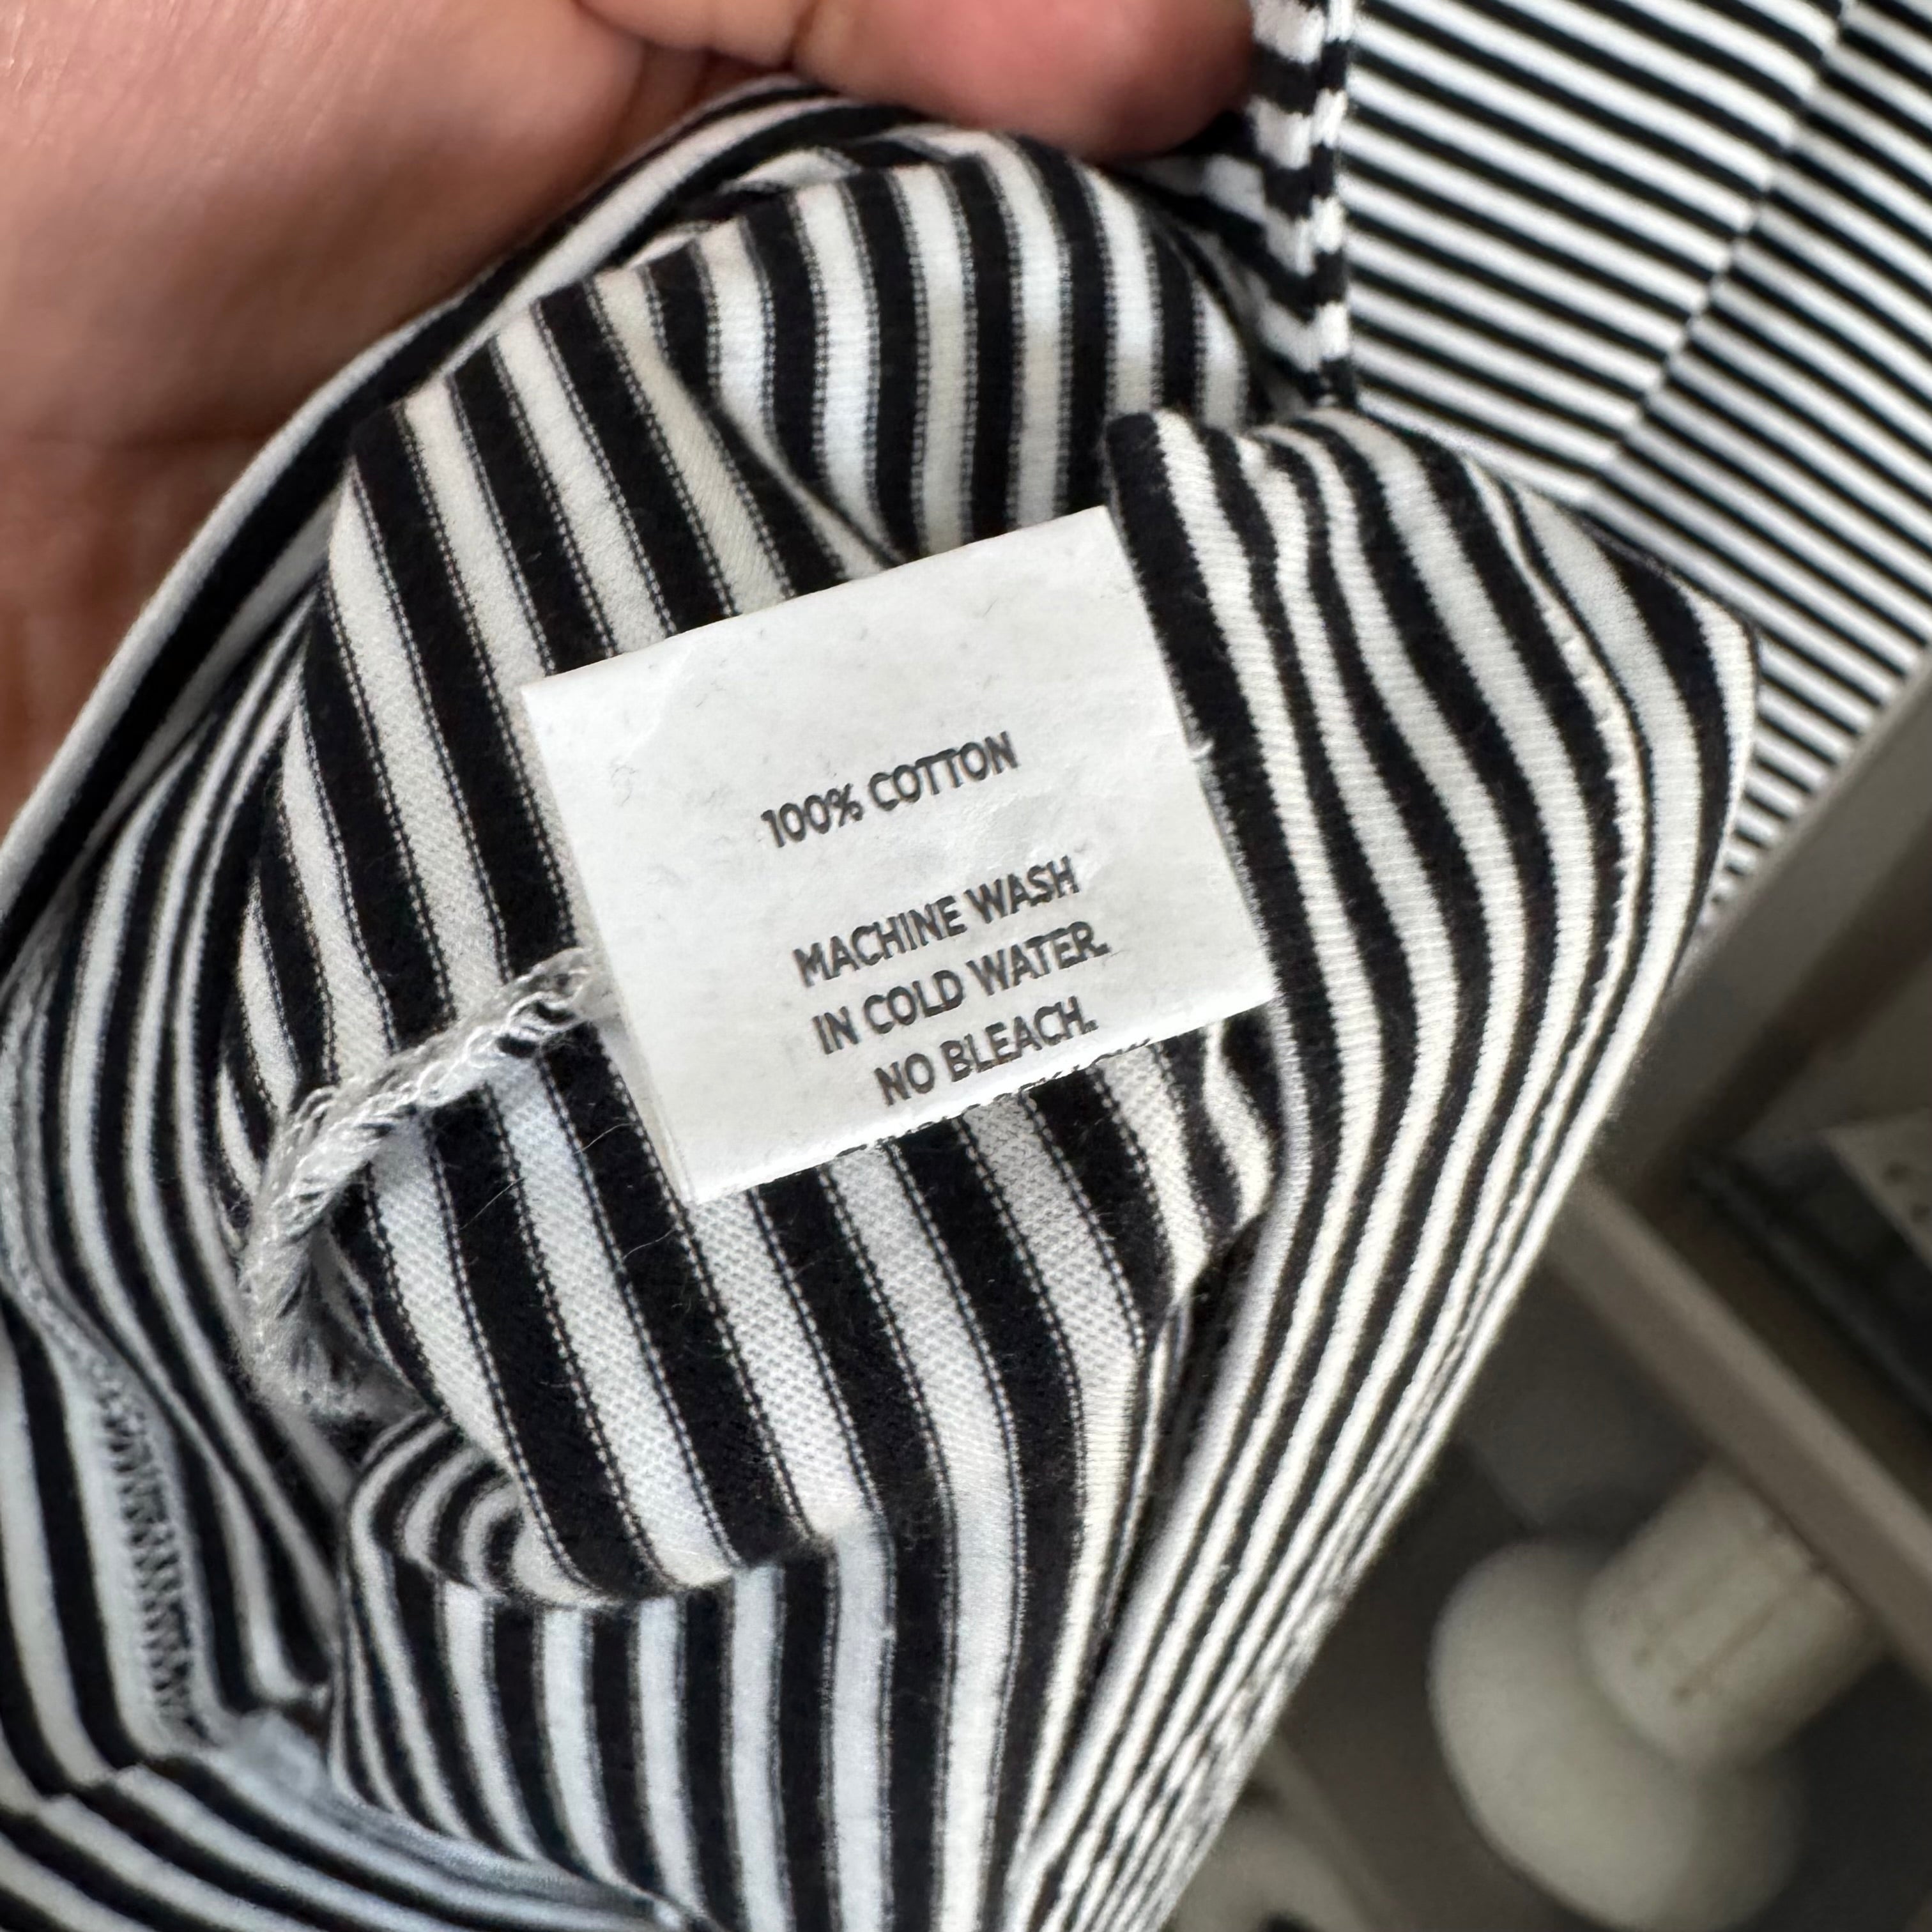 100% COTTON
MACHINE WASH
IN COLD WATER.
NO BLEACH.